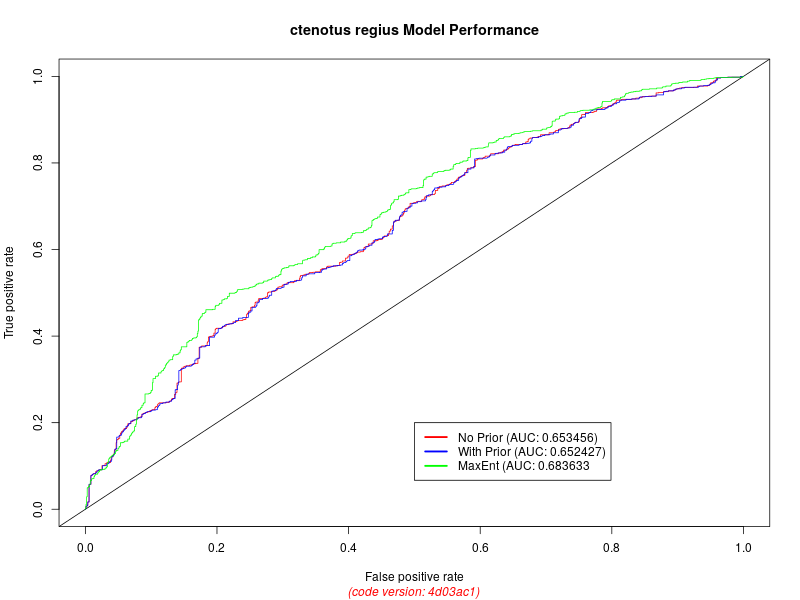 ctenotus regius Model Performance
True positive rate
1.0
0.8
0.6
0.4
0.2
0.0
No Prior (AUC: 0.653456)
With Prior (AUC: 0.652427)
MaxEnt (AUC: 0.683633
0.0 0.2 0.4 0.6 0.8 1.0
False positive rate
(code version: 4d03ac1)